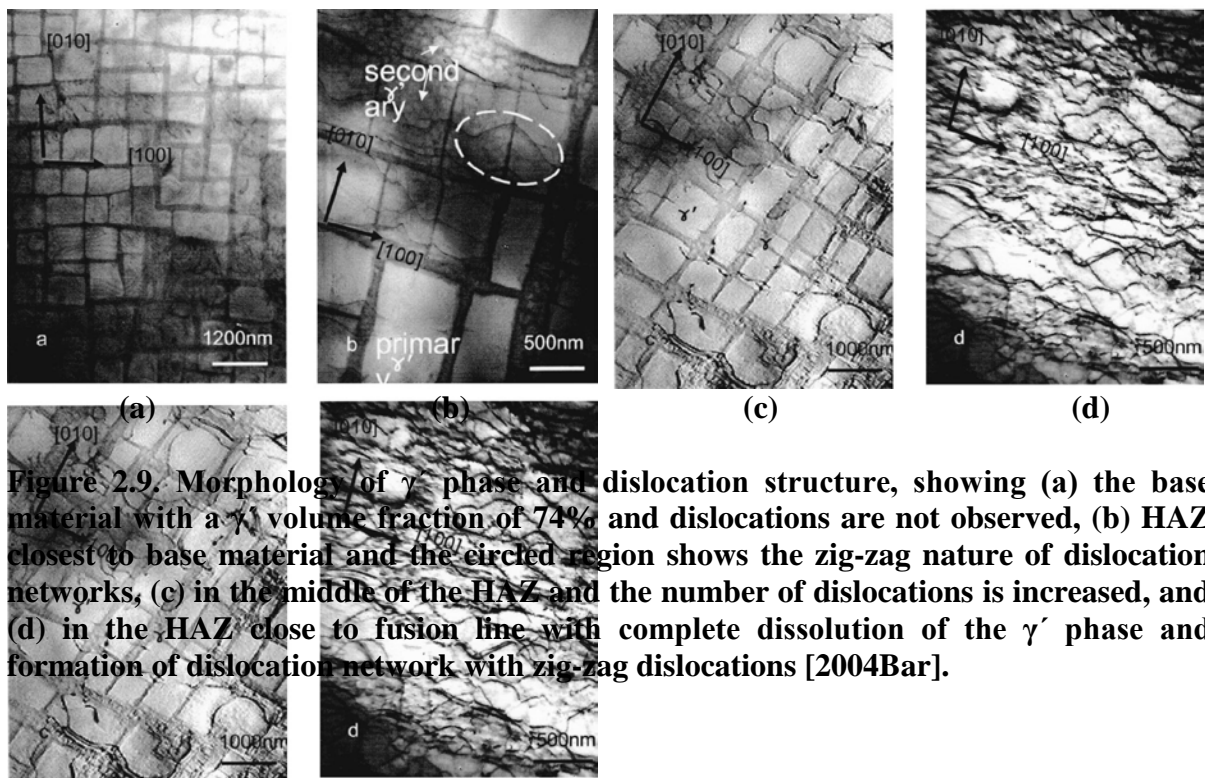 [010]
[100]
a
1200nm
second
γ'
ary
[010]
[100]
b
primar
γ'
y
500nm
[010]
[100]
γ'
γ
c
1000nm
[010]
[100]
d
500nm
(a)
(b)
(c)
(d)
[010]
[010]
[100]
Figure 2.9. Morphology of γ´ phase and dislocation structure, showing (a) the base
material with a γ´ volume fraction of 74% and dislocations are not observed, (b) HAZ
closest to base material and the circled region shows the zig-zag nature of dislocation
networks, (c) in the middle of the HAZ and the number of dislocations is increased, and
(d) in the HAZ close to fusion line with complete dissolution of the γ´ phase and
formation of dislocation network with zig-zag dislocations [2004Bar].
c
1000nm
d
500nm